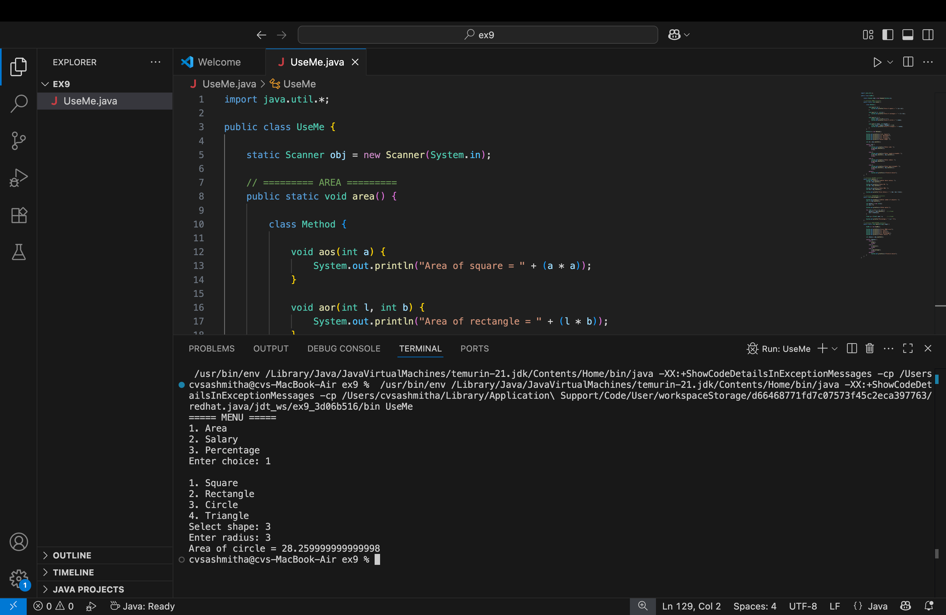 ex9
EXPLORER
EX9
UseMe.java
Welcome
UseMe.java
UseMe.java > UseMe
1 import java.util.*;
2
3 public class UseMe {
4
5 static Scanner obj = new Scanner(System.in);
6
7 // ========= AREA =========
8 public static void area() {
9
10 class Method {
11
12 void aos(int a) {
13 System.out.println("Area of square = " + (a * a));
14 }
15
16 void aor(int l, int b) {
17 System.out.println("Area of rectangle = " + (l * b));
18 }
PROBLEMS OUTPUT DEBUG CONSOLE TERMINAL PORTS
Run: UseMe
/usr/bin/env /Library/Java/JavaVirtualMachines/temurin-21.jdk/Contents/Home/bin/java -XX:+ShowCodeDetailsInExceptionMessages -cp /Users
cvsashmitha@cvs-MacBook-Air ex9 % /usr/bin/env /Library/Java/JavaVirtualMachines/temurin-21.jdk/Contents/Home/bin/java -XX:+ShowCodeDet
ailsInExceptionMessages -cp /Users/cvsashmitha/Library/Application\ Support/Code/User/workspaceStorage/d66468771fd7c07573f45c2eca397763/
redhat.java/jdt_ws/ex9_3d06b516/bin UseMe
===== MENU =====
1. Area
2. Salary
3. Percentage
Enter choice: 1
1. Square
2. Rectangle
3. Circle
4. Triangle
Select shape: 3
Enter radius: 3
Area of circle = 28.259999999999998
cvsashmitha@cvs-MacBook-Air ex9 %
OUTLINE
TIMELINE
JAVA PROJECTS
1
0 0 Java: Ready
Ln 129, Col 2 Spaces: 4 UTF-8 LF {} Java